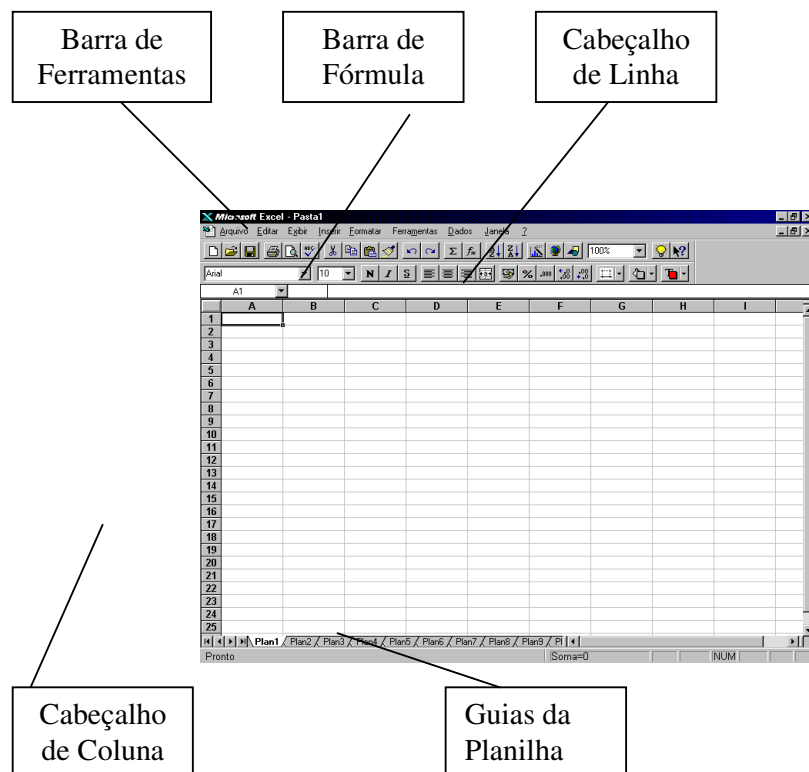 Barra de
Ferramentas
Barra de
Fórmula
Cabeçalho
de Linha
Microsoft Excel - Pasta1
Arquivo Editar Exibir Inserir Formatar Ferramentas Dados Janela ?
100%
Arial 10 N I S % ,000
A1
A B C D E F G H I
1
2
3
4
5
6
7
8
9
10
11
12
13
14
15
16
17
18
19
20
21
22
23
24
25
Plan1 Plan2 Plan3 Plan4 Plan5 Plan6 Plan7 Plan8 Plan9 Pl
Pronto Soma=0 NUM
Cabeçalho
de Coluna
Guias da
Planilha